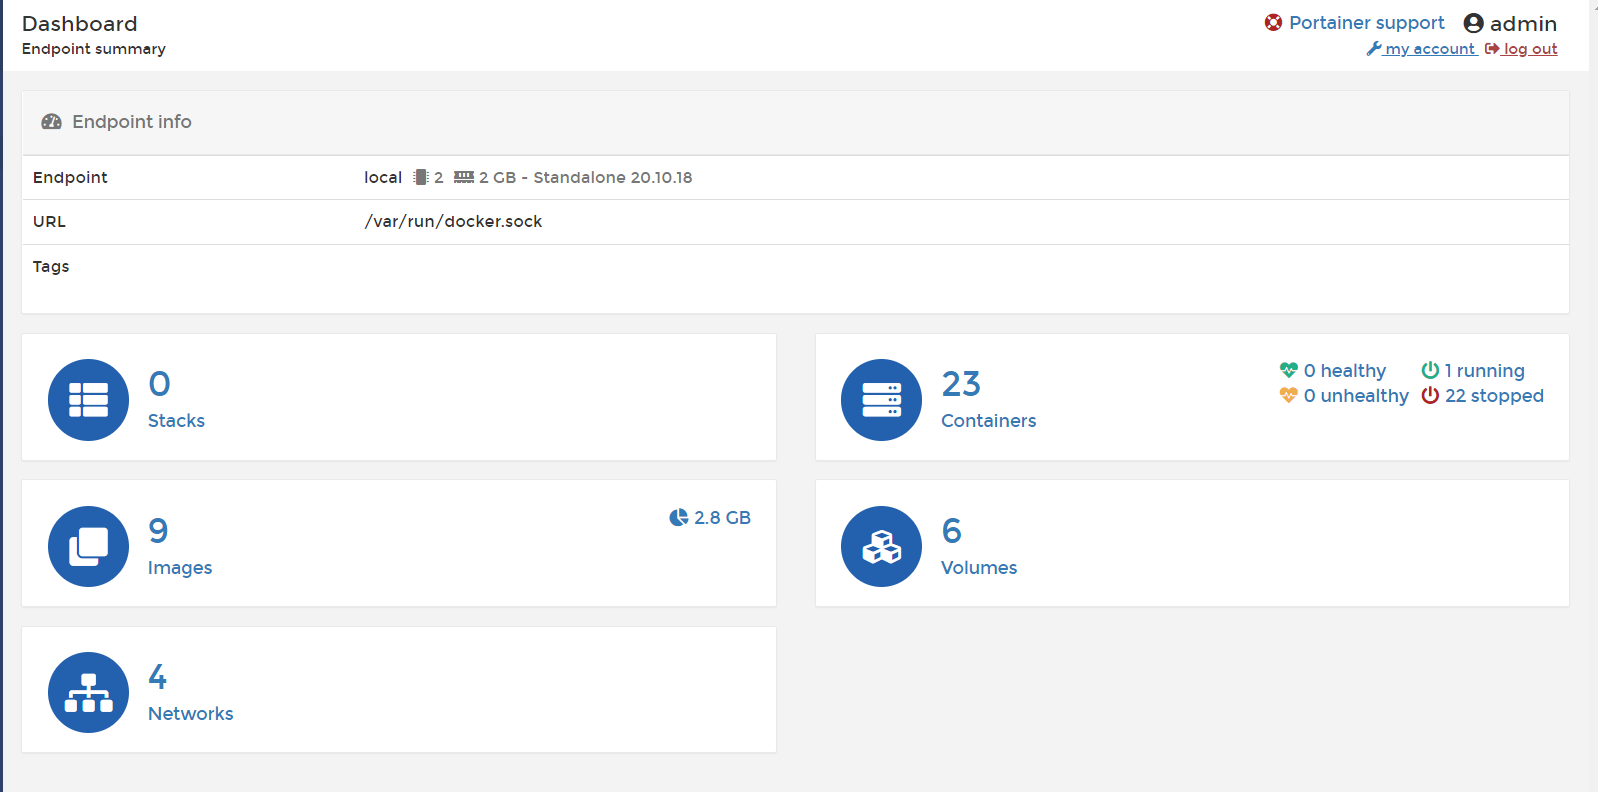 Dashboard
Endpoint summary
Portainer support admin
my account log out
Endpoint info
Endpoint local 2 2 GB - Standalone 20.10.18
URL /var/run/docker.sock
Tags
0
Stacks
23
Containers
0 healthy 1 running
0 unhealthy 22 stopped
9
Images
2.8 GB
6
Volumes
4
Networks